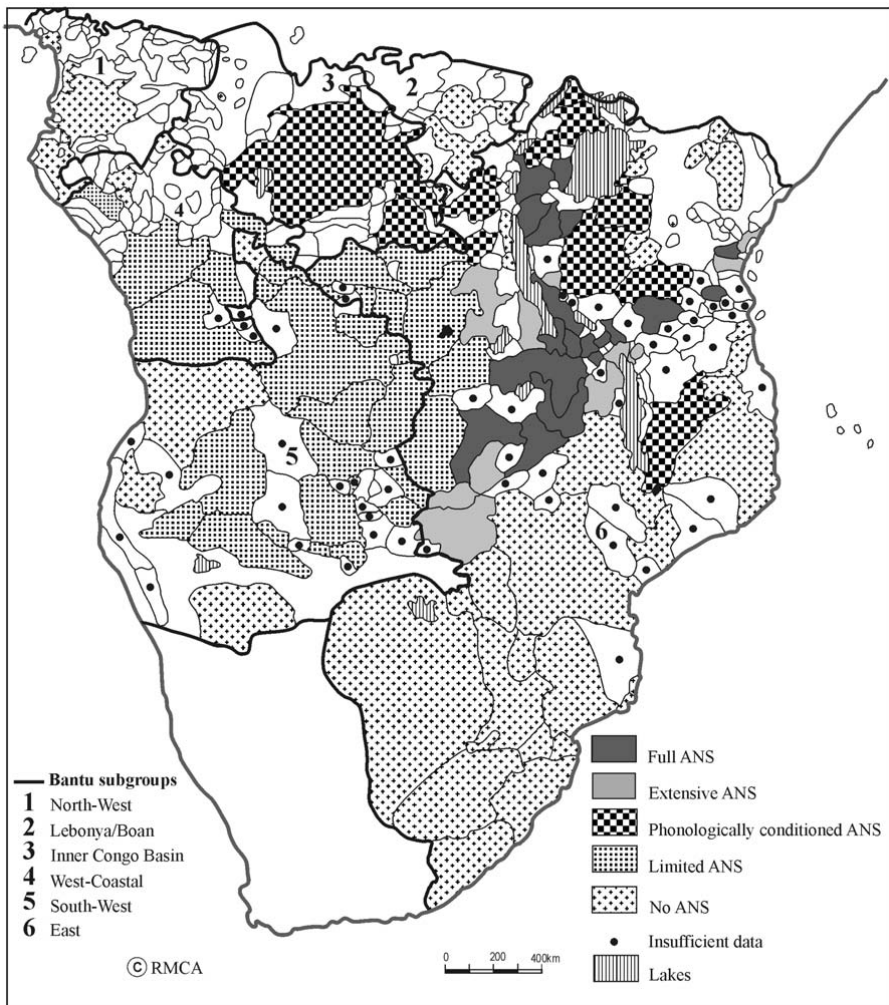 1
3
2
4
5
6
Bantu subgroups
1 North-West
2 Lebonya/Boan
3 Inner Congo Basin
4 West-Coastal
5 South-West
6 East
Full ANS
Extensive ANS
Phonologically conditioned ANS
Limited ANS
No ANS
Insufficient data
Lakes
© RMCA
0 200 400km